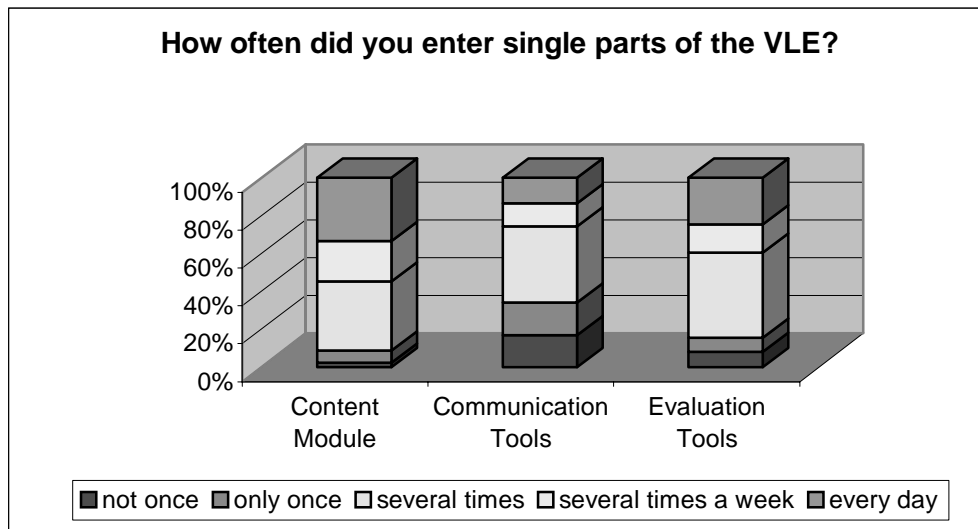 How often did you enter single parts of the VLE?
100%
80%
60%
40%
20%
0%
Content
Module
Communication
Tools
Evaluation
Tools
not once only once several times several times a week every day